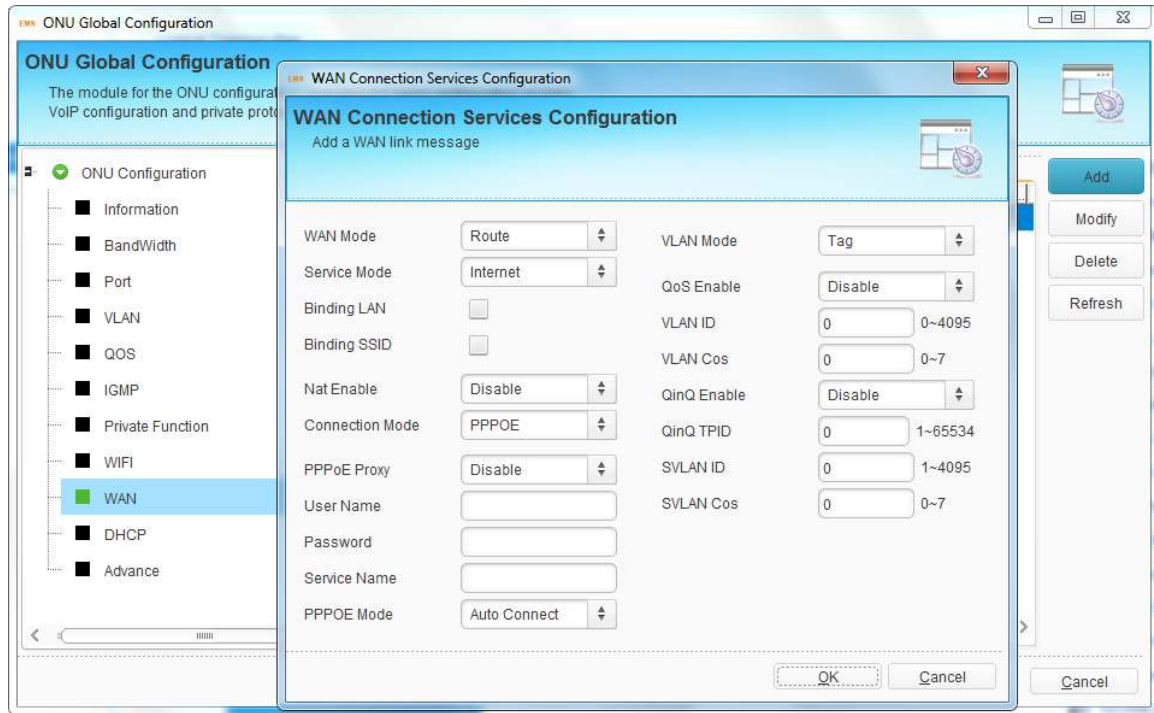 EMS ONU Global Configuration
ONU Global Configuration
The module for the ONU configurat
VoIP configuration and private proto
ONU Configuration
Information
BandWidth
Port
VLAN
QOS
IGMP
Private Function
WIFI
WAN
DHCP
Advance
EMS WAN Connection Services Configuration
WAN Connection Services Configuration
Add a WAN link message
WAN Mode Route
Service Mode Internet
Binding LAN
Binding SSID
Nat Enable Disable
Connection Mode PPPOE
PPPoE Proxy Disable
User Name
Password
Service Name
PPPOE Mode Auto Connect
VLAN Mode Tag
QoS Enable Disable
VLAN ID 0 0~4095
VLAN Cos 0 0~7
QinQ Enable Disable
QinQ TPID 0 1~65534
SVLAN ID 0 1~4095
SVLAN Cos 0 0~7
OK Cancel
Add
Modify
Delete
Refresh
Cancel